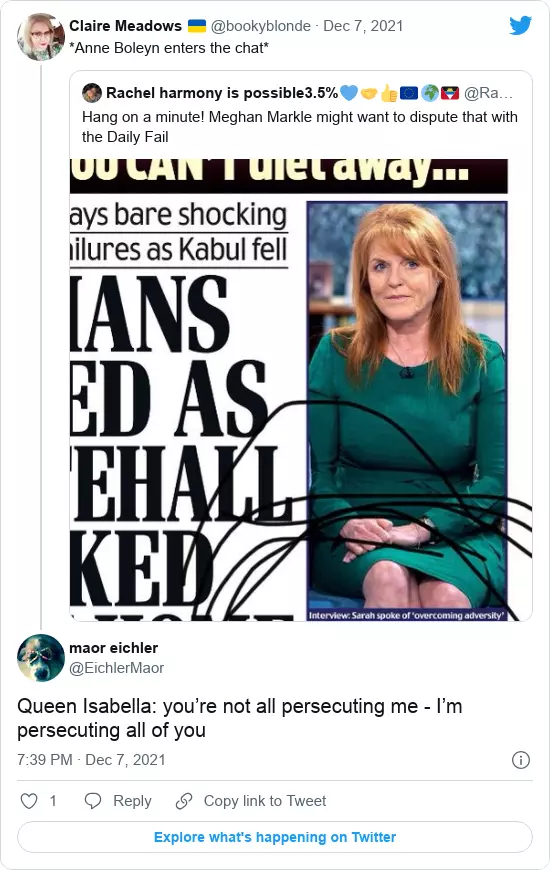 Claire Meadows 🇺🇦 @bookyblonde · Dec 7, 2021
*Anne Boleyn enters the chat*
Rachel harmony is possible3.5%💙🤝👍🇪🇺🌍🇦🇬 @Ra…
Hang on a minute! Meghan Markle might want to dispute that with
the Daily Fail
OU CAN'T diet away...
ays bare shocking
ilures as Kabul fell
IANS
ED AS
EHALL
KED
Interview: Sarah spoke of 'overcoming adversity'
maor eichler
@EichlerMaor
Queen Isabella: you're not all persecuting me - I'm
persecuting all of you
7:39 PM · Dec 7, 2021
1 Reply Copy link to Tweet
Explore what's happening on Twitter